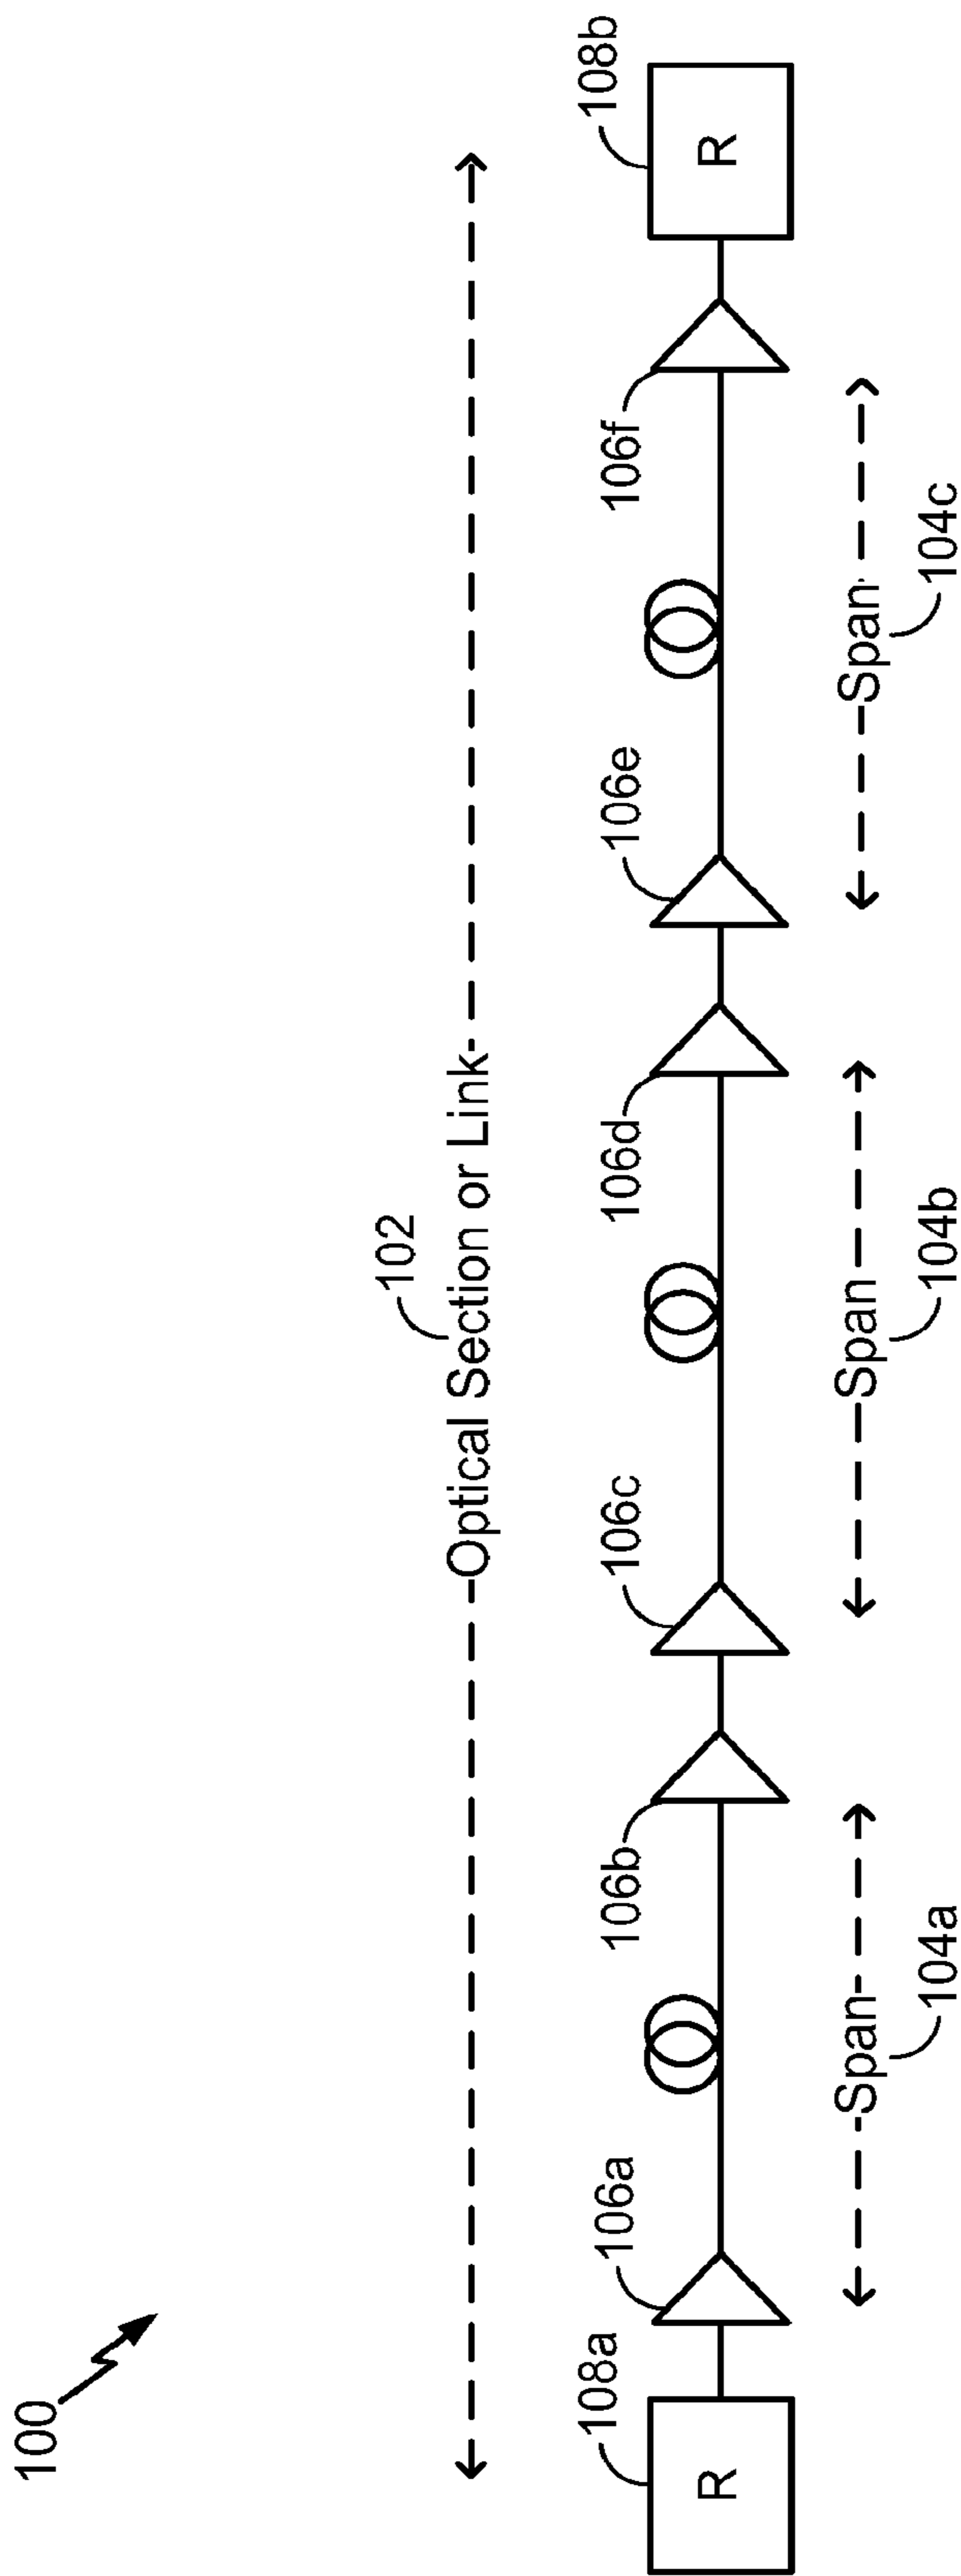 100
102
Optical Section or Link
108a
106a
106b
106c
106d
106e
106f
108b
R
R
Span
Span
Span
104a
104b
104c